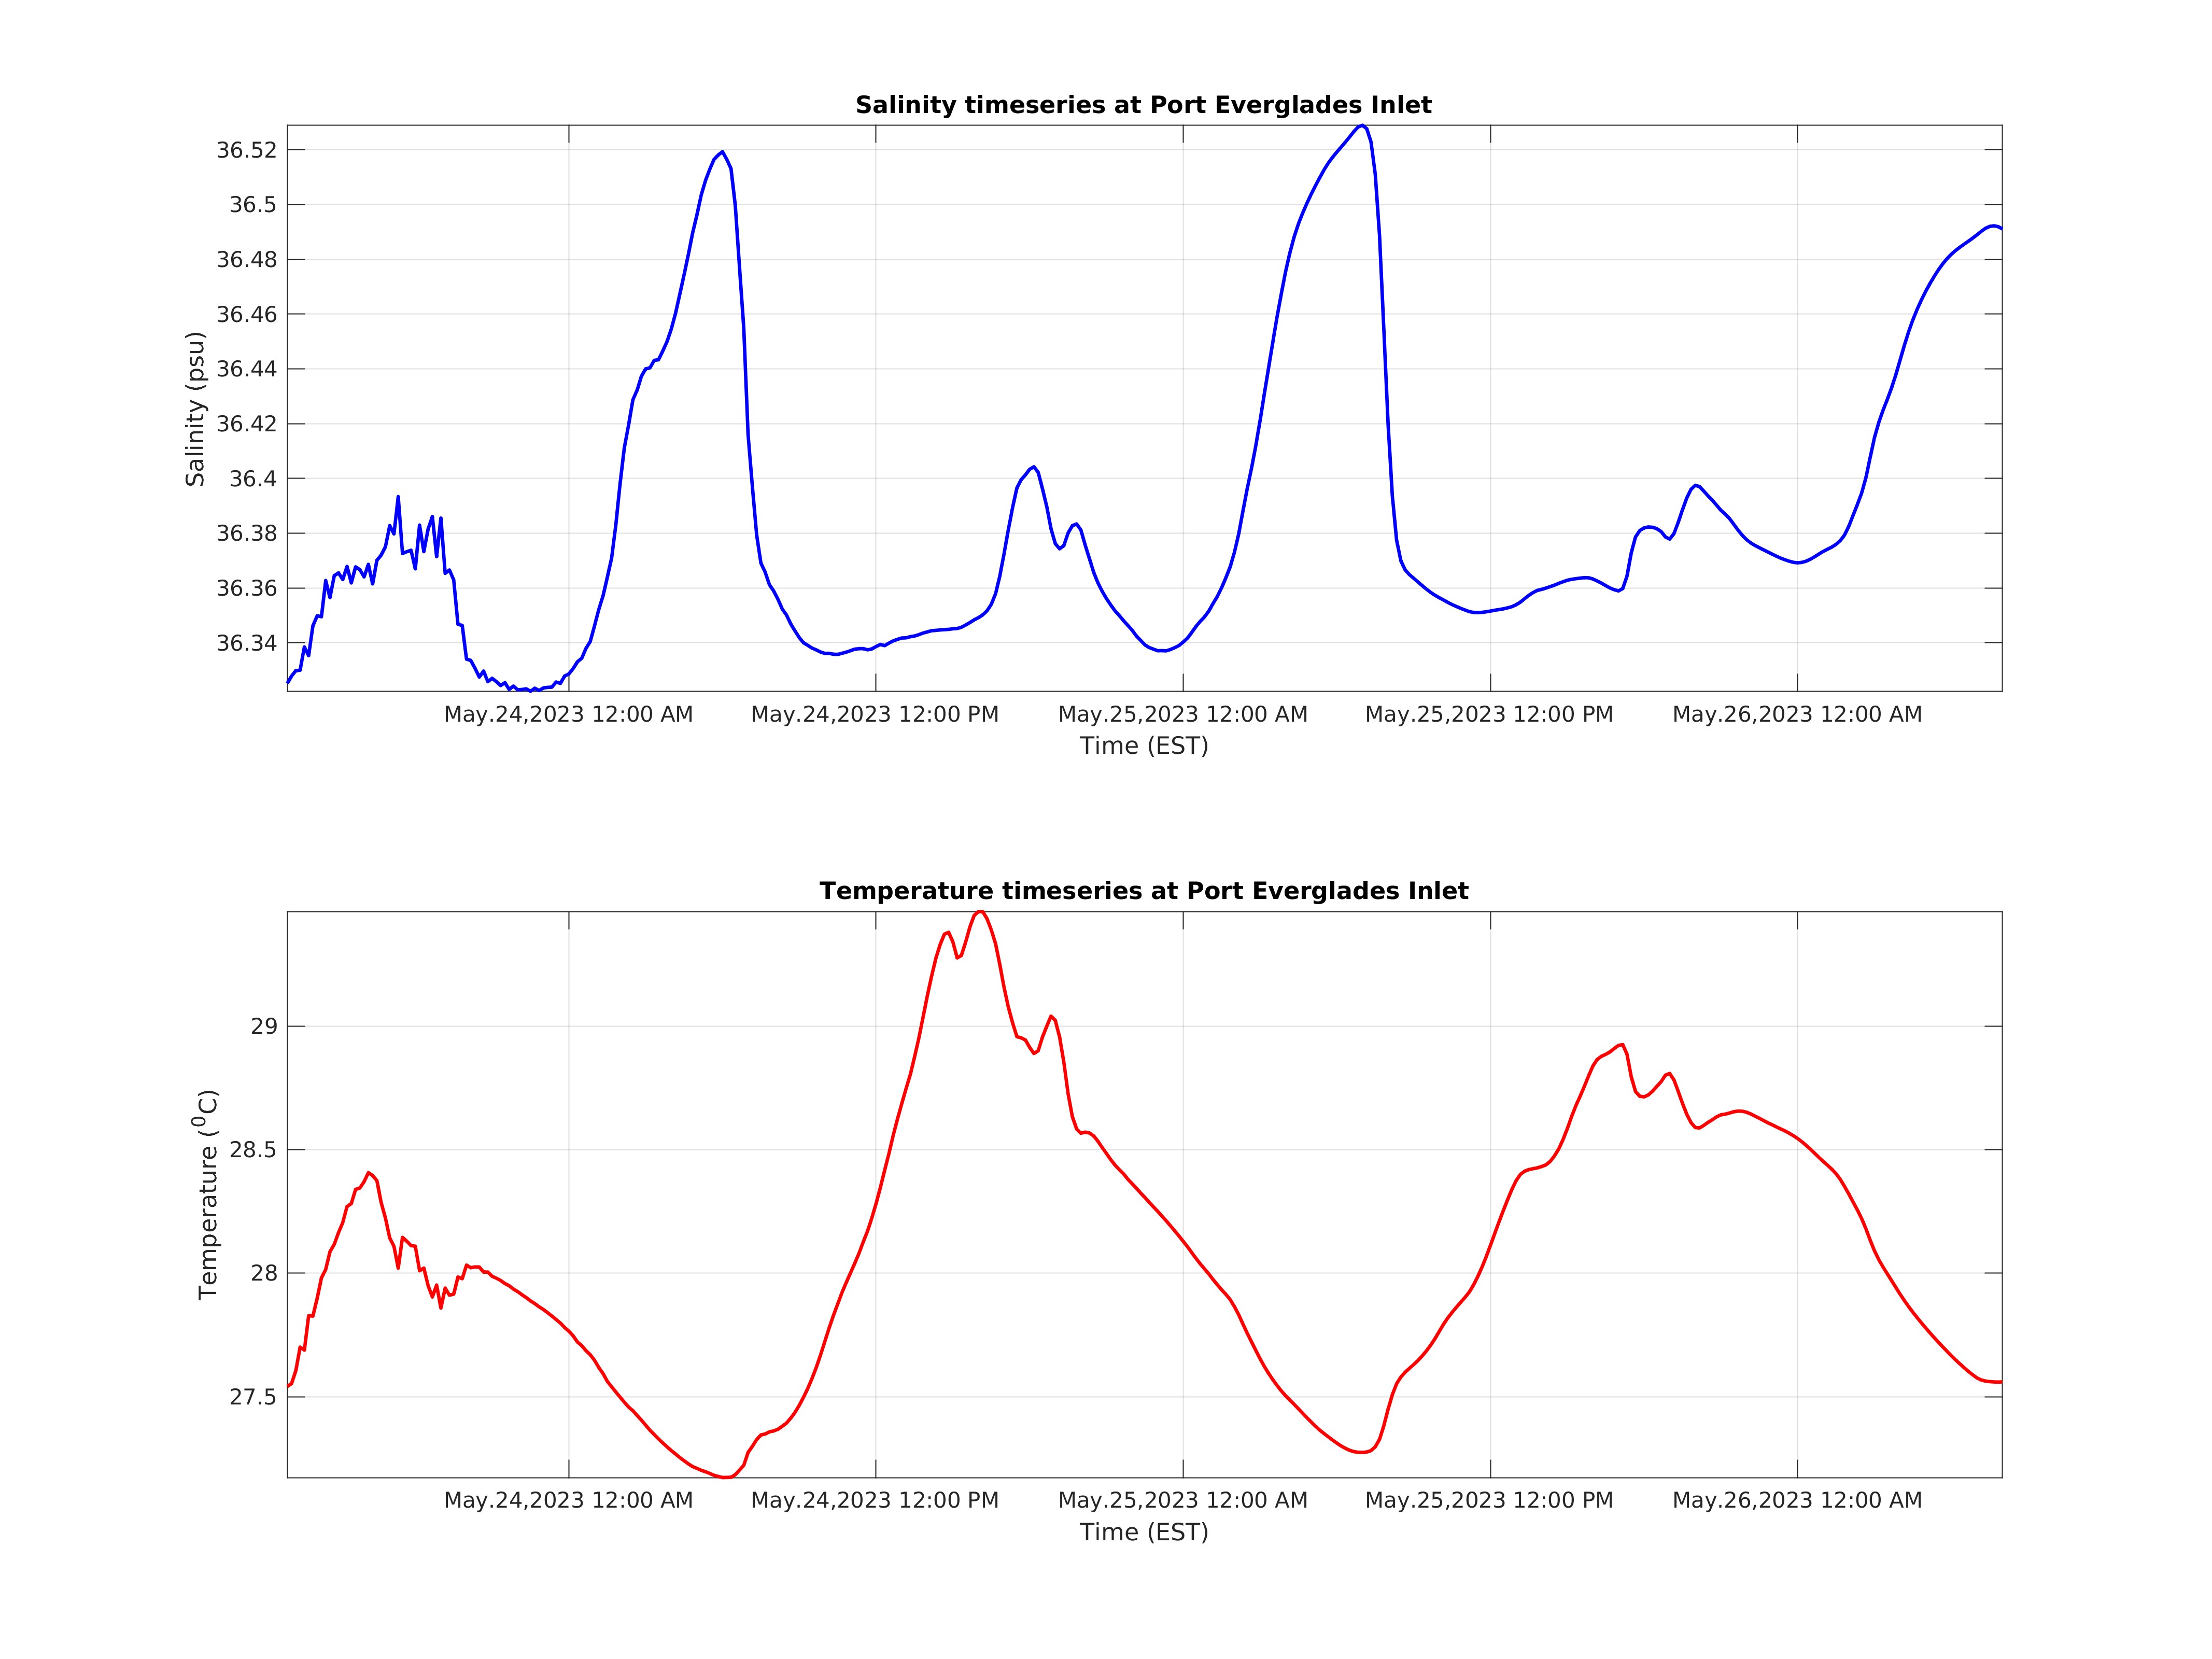 Salinity timeseries at Port Everglades Inlet
36.52
36.5
36.48
36.46
36.44
36.42
36.4
36.38
36.36
36.34
Salinity (psu)
May.24,2023 12:00 AM May.24,2023 12:00 PM May.25,2023 12:00 AM May.25,2023 12:00 PM May.26,2023 12:00 AM
Time (EST)
Temperature timeseries at Port Everglades Inlet
29
28.5
28
27.5
Temperature (⁰C)
May.24,2023 12:00 AM May.24,2023 12:00 PM May.25,2023 12:00 AM May.25,2023 12:00 PM May.26,2023 12:00 AM
Time (EST)